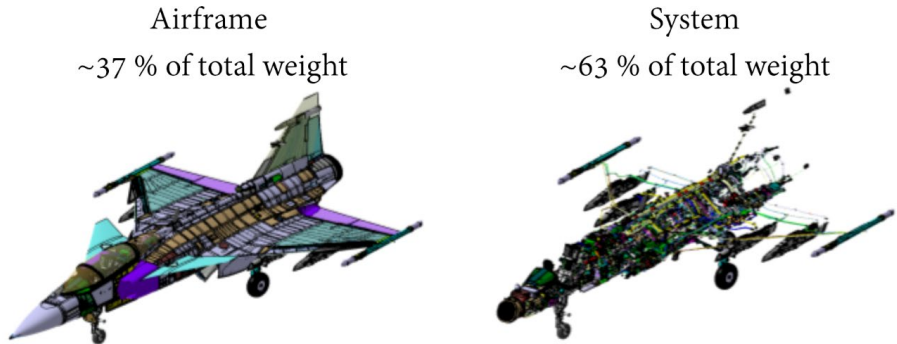 Airframe
~37 % of total weight
System
~63 % of total weight